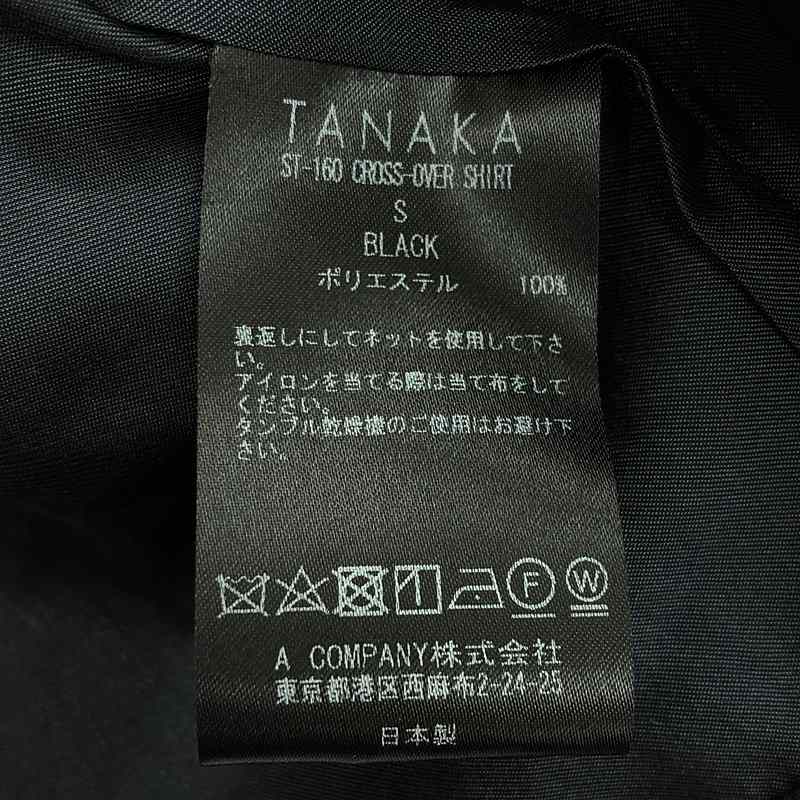 TANAKA
ST-160 CROSS-OVER SHIRT
S
BLACK
ポリエステル 100%
裏返しにしてネットを使用して下さ
い。
アイロンを当てる際は当て布をして
ください。
タンブル乾燥機のご使用はお避け下
さい。
F W
A COMPANY株式会社
東京都港区西麻布2-24-25
日本製